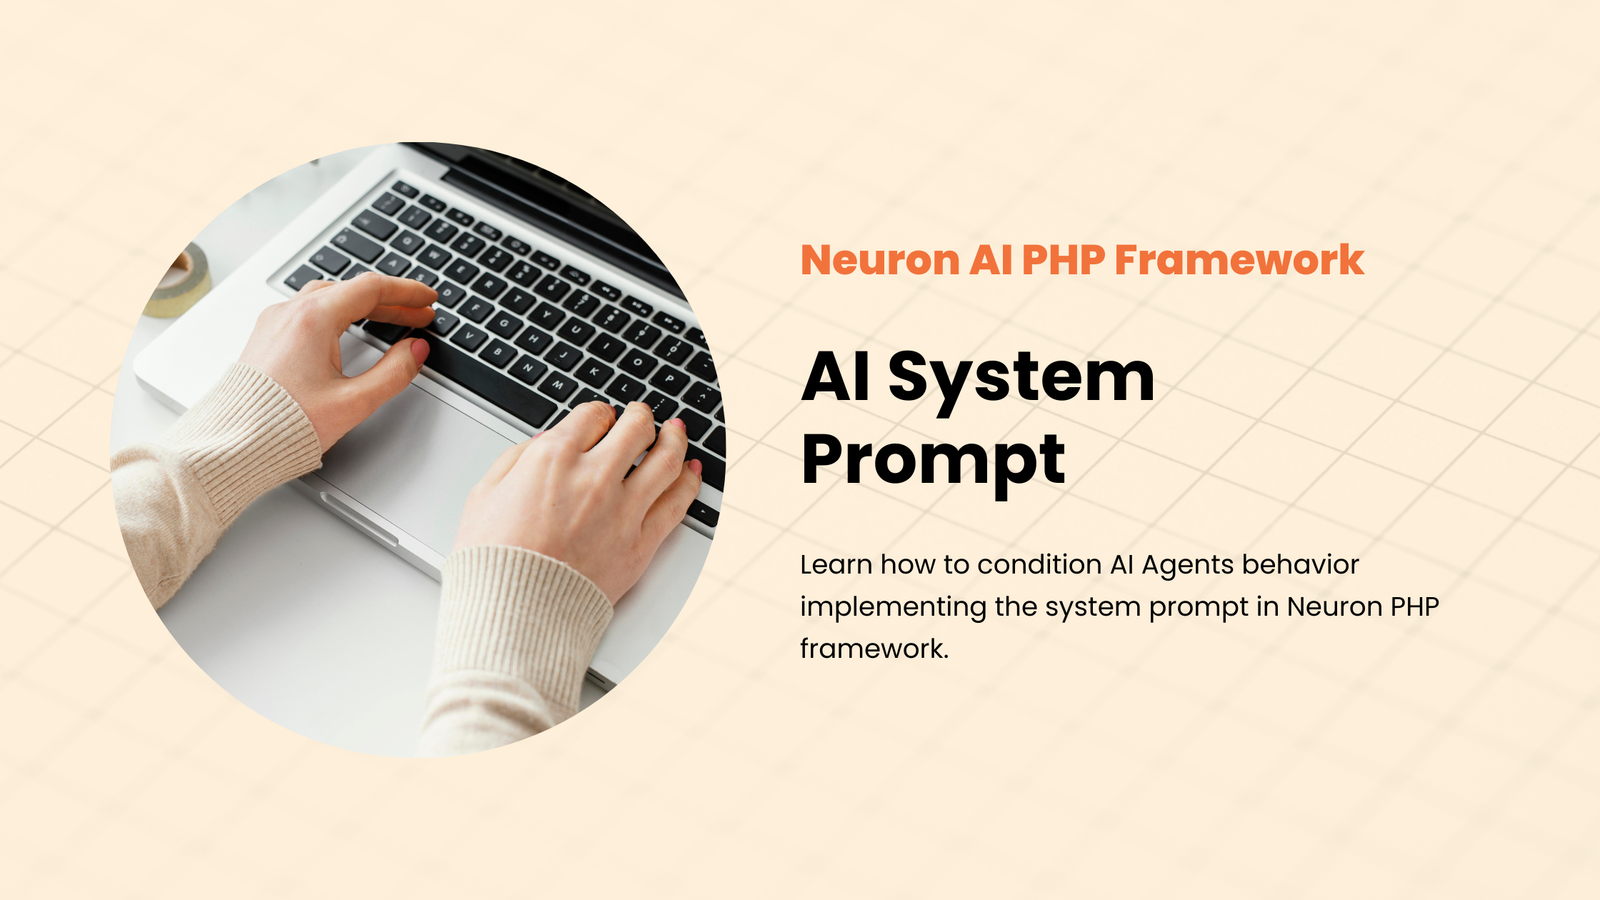 Neuron AI PHP Framework
AI System
Prompt
Learn how to condition AI Agents behavior
implementing the system prompt in Neuron PHP
framework.